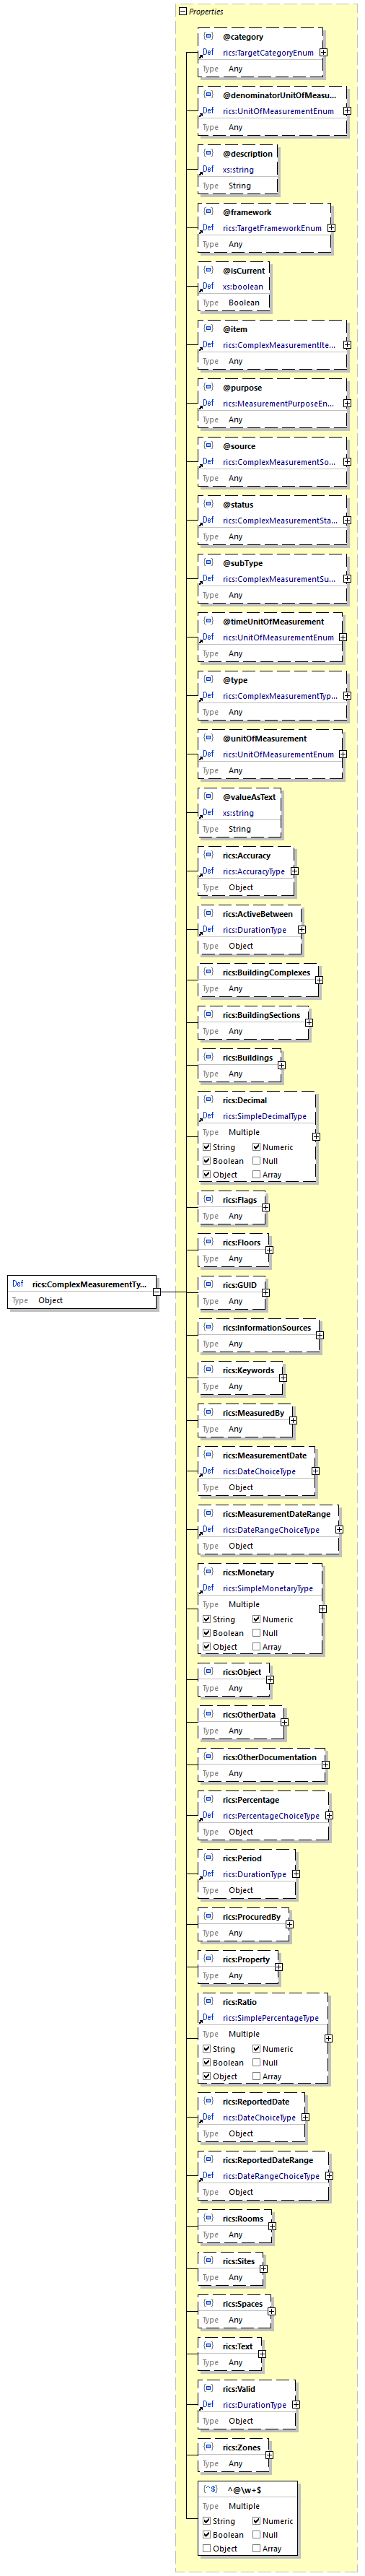 Properties
@category
Def rics:TargetCategoryEnum
Type Any
@denominatorUnitOfMeasu...
Def rics:UnitOfMeasurementEnum
Type Any
@description
Def xs:string
Type String
@framework
Def rics:TargetFrameworkEnum
Type Any
@isCurrent
Def xs:boolean
Type Boolean
@item
Def rics:ComplexMeasurementIte...
Type Any
@purpose
Def rics:MeasurementPurposeEn...
Type Any
@source
Def rics:ComplexMeasurementSo...
Type Any
@status
Def rics:ComplexMeasurementSta...
Type Any
@subType
Def rics:ComplexMeasurementSu...
Type Any
@timeUnitOfMeasurement
Def rics:UnitOfMeasurementEnum
Type Any
@type
Def rics:ComplexMeasurementTyp...
Type Any
@unitOfMeasurement
Def rics:UnitOfMeasurementEnum
Type Any
@valueAsText
Def xs:string
Type String
rics:Accuracy
Def rics:AccuracyType
Type Object
rics:ActiveBetween
Def rics:DurationType
Type Object
rics:BuildingComplexes
Type Any
rics:BuildingSections
Type Any
rics:Buildings
Type Any
rics:Decimal
Def rics:SimpleDecimalType
Type Multiple
String Numeric
Boolean Null
Object Array
rics:Flags
Type Any
rics:Floors
Type Any
Def rics:ComplexMeasurementTy...
Type Object
rics:GUID
Type Any
rics:InformationSources
Type Any
rics:Keywords
Type Any
rics:MeasuredBy
Type Any
rics:MeasurementDate
Def rics:DateChoiceType
Type Object
rics:MeasurementDateRange
Def rics:DateRangeChoiceType
Type Object
rics:Monetary
Def rics:SimpleMonetaryType
Type Multiple
String Numeric
Boolean Null
Object Array
rics:Object
Type Any
rics:OtherData
Type Any
rics:OtherDocumentation
Type Any
rics:Percentage
Def rics:PercentageChoiceType
Type Object
rics:Period
Def rics:DurationType
Type Object
rics:ProcuredBy
Type Any
rics:Property
Type Any
rics:Ratio
Def rics:SimplePercentageType
Type Multiple
String Numeric
Boolean Null
Object Array
rics:ReportedDate
Def rics:DateChoiceType
Type Object
rics:ReportedDateRange
Def rics:DateRangeChoiceType
Type Object
rics:Rooms
Type Any
rics:Sites
Type Any
rics:Spaces
Type Any
rics:Text
Type Any
rics:Valid
Def rics:DurationType
Type Object
rics:Zones
Type Any
{^$} ^@\w+$
Type Multiple
String Numeric
Boolean Null
Object Array